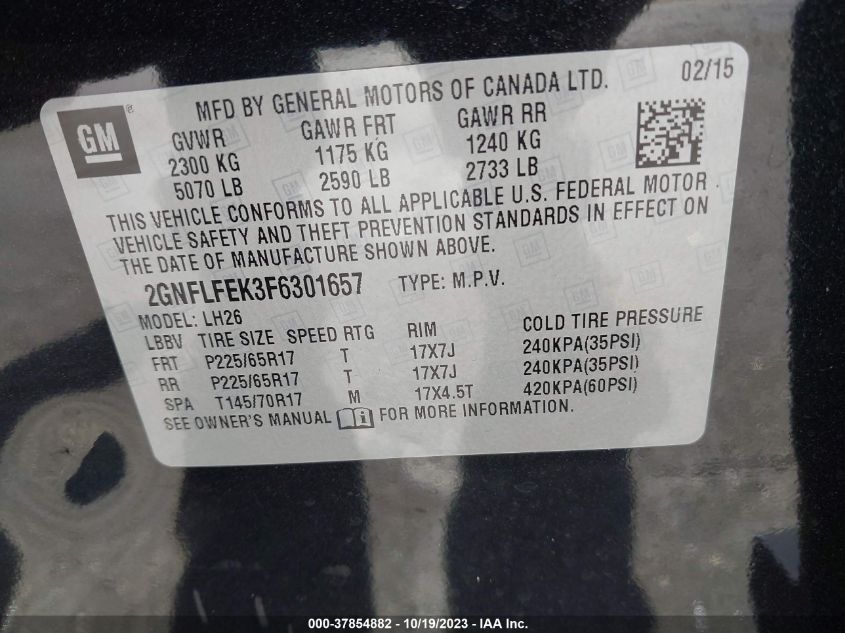 MFD BY GENERAL MOTORS OF CANADA LTD. 02/15
GM
GVWR GAWR FRT GAWR RR
2300 KG 1175 KG 1240 KG
5070 LB 2590 LB 2733 LB
THIS VEHICLE CONFORMS TO ALL APPLICABLE U.S. FEDERAL MOTOR
VEHICLE SAFETY AND THEFT PREVENTION STANDARDS IN EFFECT ON
THE DATE OF MANUFACTURE SHOWN ABOVE.
2GNFLFEK3F6301657 TYPE: M.P.V.
MODEL: LH26
LBBV TIRE SIZE SPEED RTG RIM COLD TIRE PRESSURE
FRT P225/65R17 T 17X7J 240KPA(35PSI)
RR P225/65R17 T 17X7J 240KPA(35PSI)
SPA T145/70R17 M 17X4.5T 420KPA(60PSI)
SEE OWNER'S MANUAL i FOR MORE INFORMATION.
000-37854882 - 10/19/2023 - IAA Inc.